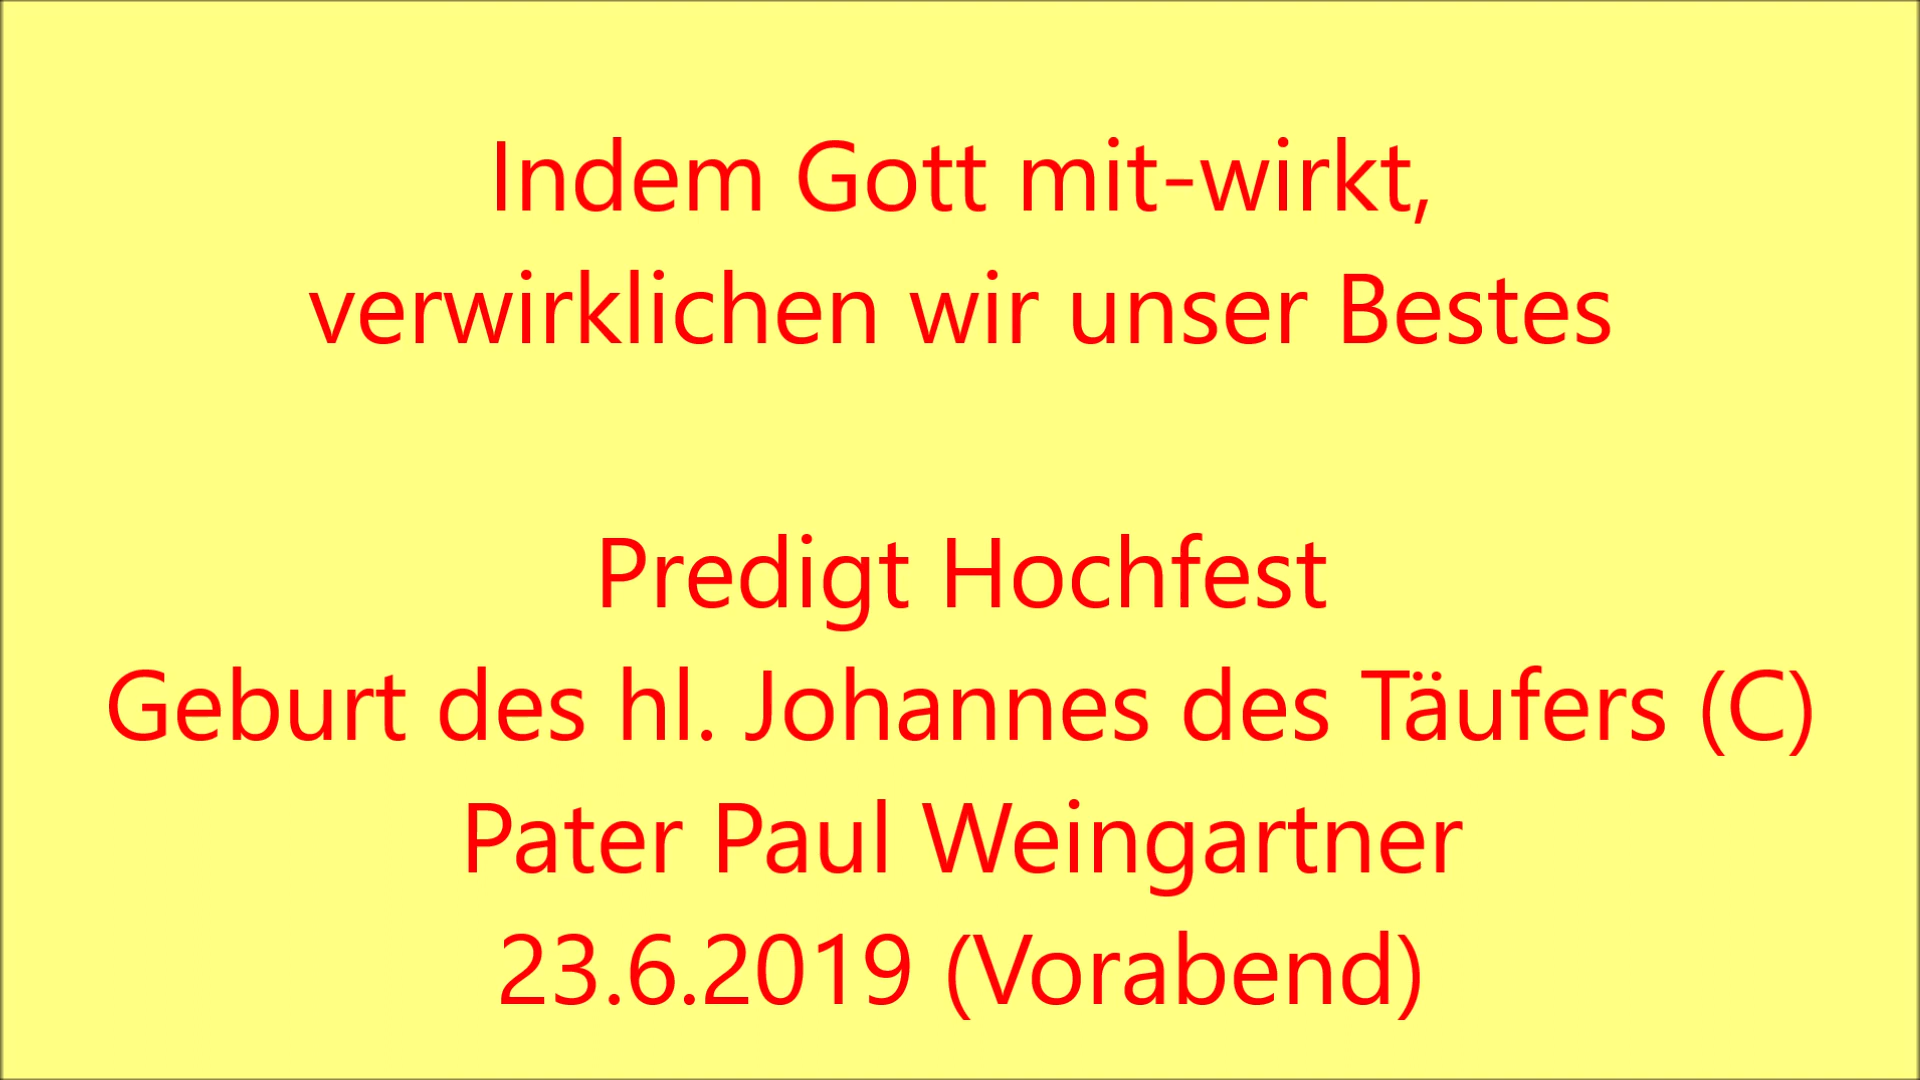 Indem Gott mit-wirkt,
verwirklichen wir unser Bestes
Predigt Hochfest
Geburt des hl. Johannes des Täufers (C)
Pater Paul Weingartner
23.6.2019 (Vorabend)